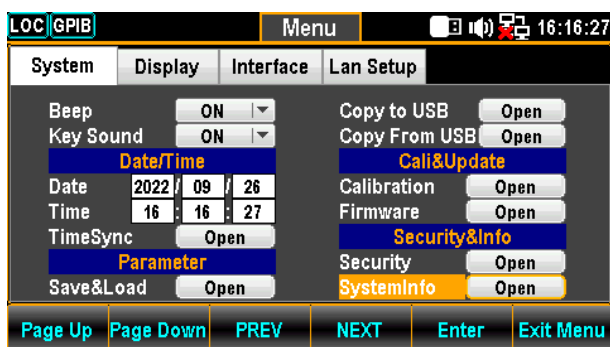 LOC GPIB Menu 16:16:27
System Display Interface Lan Setup
Beep ON
Key Sound ON
Date/Time
Date 2022 / 09 / 26
Time 16 : 16 : 27
TimeSync Open
Parameter
Save&Load Open
Copy to USB Open
Copy From USB Open
Cali&Update
Calibration Open
Firmware Open
Security&Info
Security Open
SystemInfo Open
Page Up Page Down PREV NEXT Enter Exit Menu